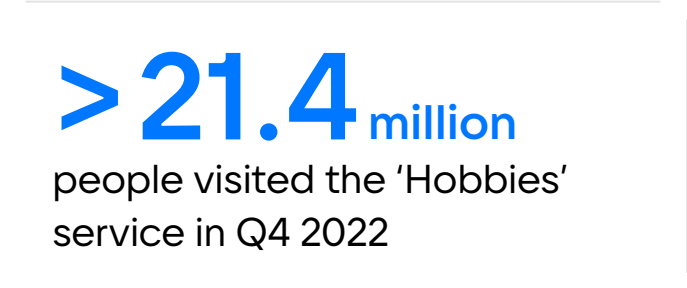 > 21.4 million
people visited the ‘Hobbies’
service in Q4 2022